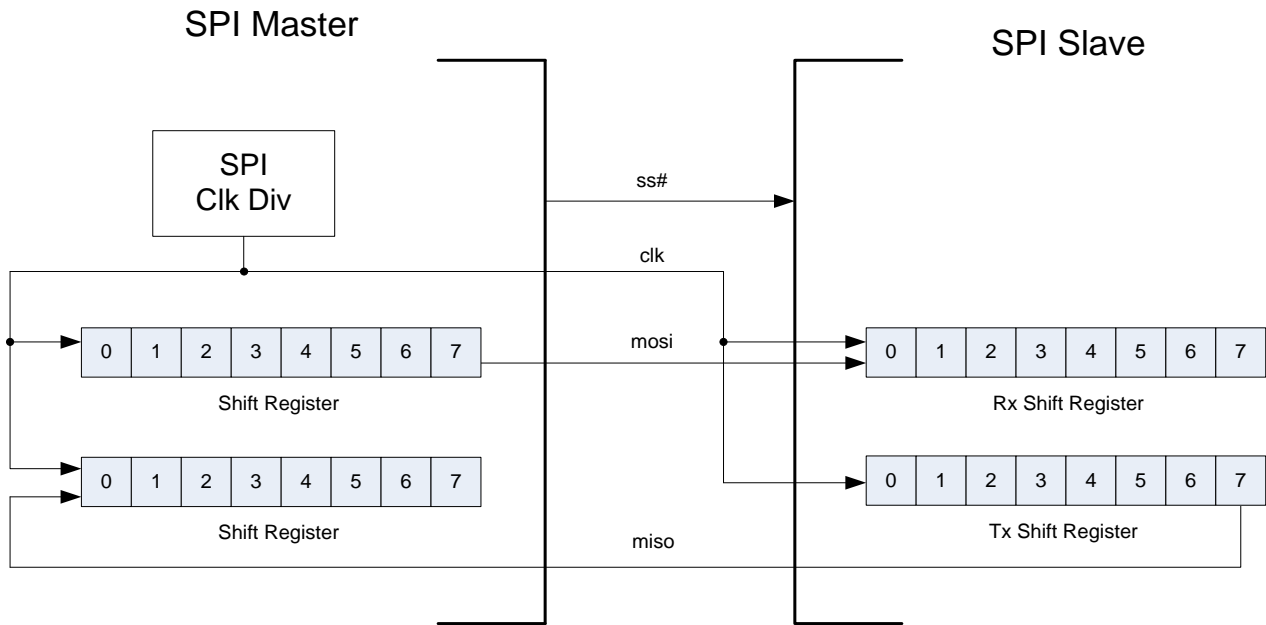 SPI Master
SPI Slave
SPI
Clk Div
ss#
clk
mosi
0 1 2 3 4 5 6 7
0 1 2 3 4 5 6 7
Shift Register
Rx Shift Register
0 1 2 3 4 5 6 7
0 1 2 3 4 5 6 7
Shift Register
Tx Shift Register
miso